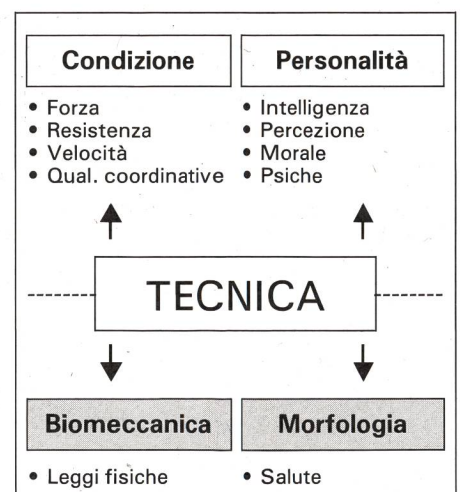 Condizione
Personalità
• Forza
• Resistenza
• Velocità
• Qual. coordinative
• Intelligenza
• Percezione
• Morale
• Psiche
TECNICA
Biomeccanica
Morfologia
• Leggi fisiche
• Salute